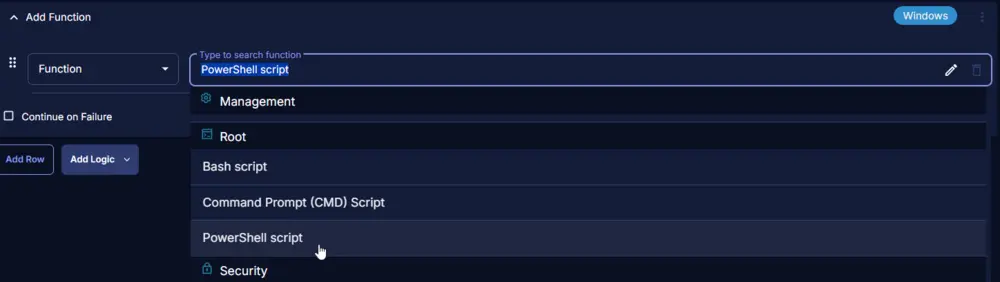 Add Function
Windows
Type to search function
Function
PowerShell script
Management
Continue on Failure
Root
Add Row
Add Logic
Bash script
Command Prompt (CMD) Script
PowerShell script
Security